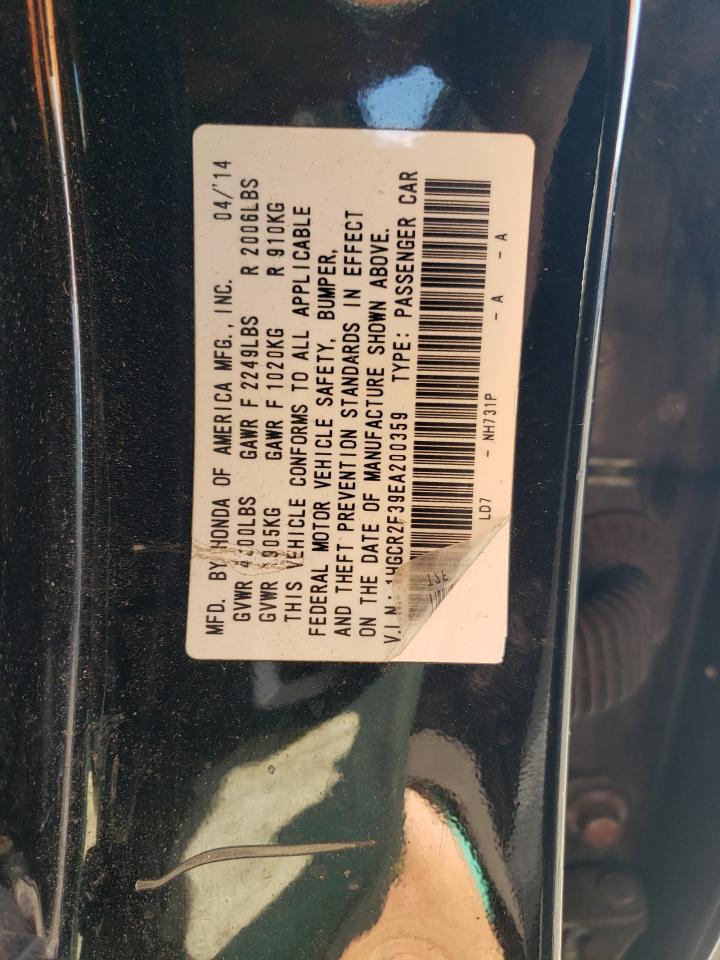 MFD. BY HONDA OF AMERICA MFG., INC. 04/'14
GVWR 00LBS GAWR F 2249LBS R 2006LBS
GVWR 905KG GAWR F 1020KG R 910KG
THIS VEHICLE CONFORMS TO ALL APPLICABLE
FEDERAL MOTOR VEHICLE SAFETY, BUMPER,
AND THEFT PREVENTION STANDARDS IN EFFECT
ON THE DATE OF MANUFACTURE SHOWN ABOVE.
V.I.N.: 1HGCR2F39EA200359 TYPE: PASSENGER CAR
LD7 - NH731P - A - A